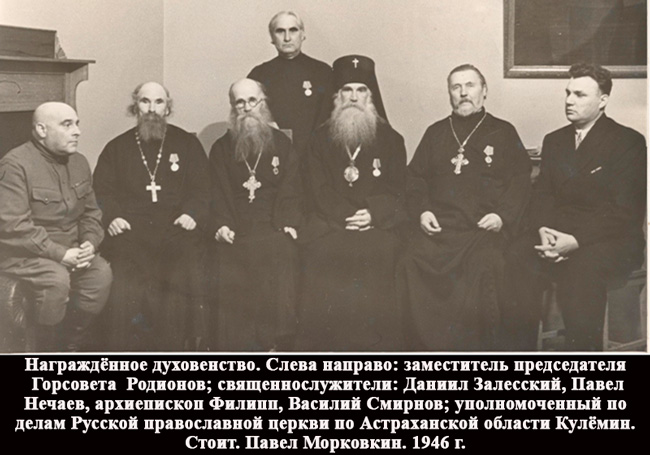 Награждённое духовенство. Слева направо: заместитель председателя
Горсовета Родионов; священнослужители: Даниил Залесский, Павел
Нечаев, архиепископ Филипп, Василий Смирнов; уполномоченный по
делам Русской православной церкви по Астраханской области Кулёмин.
Стоит. Павел Морковкин. 1946 г.